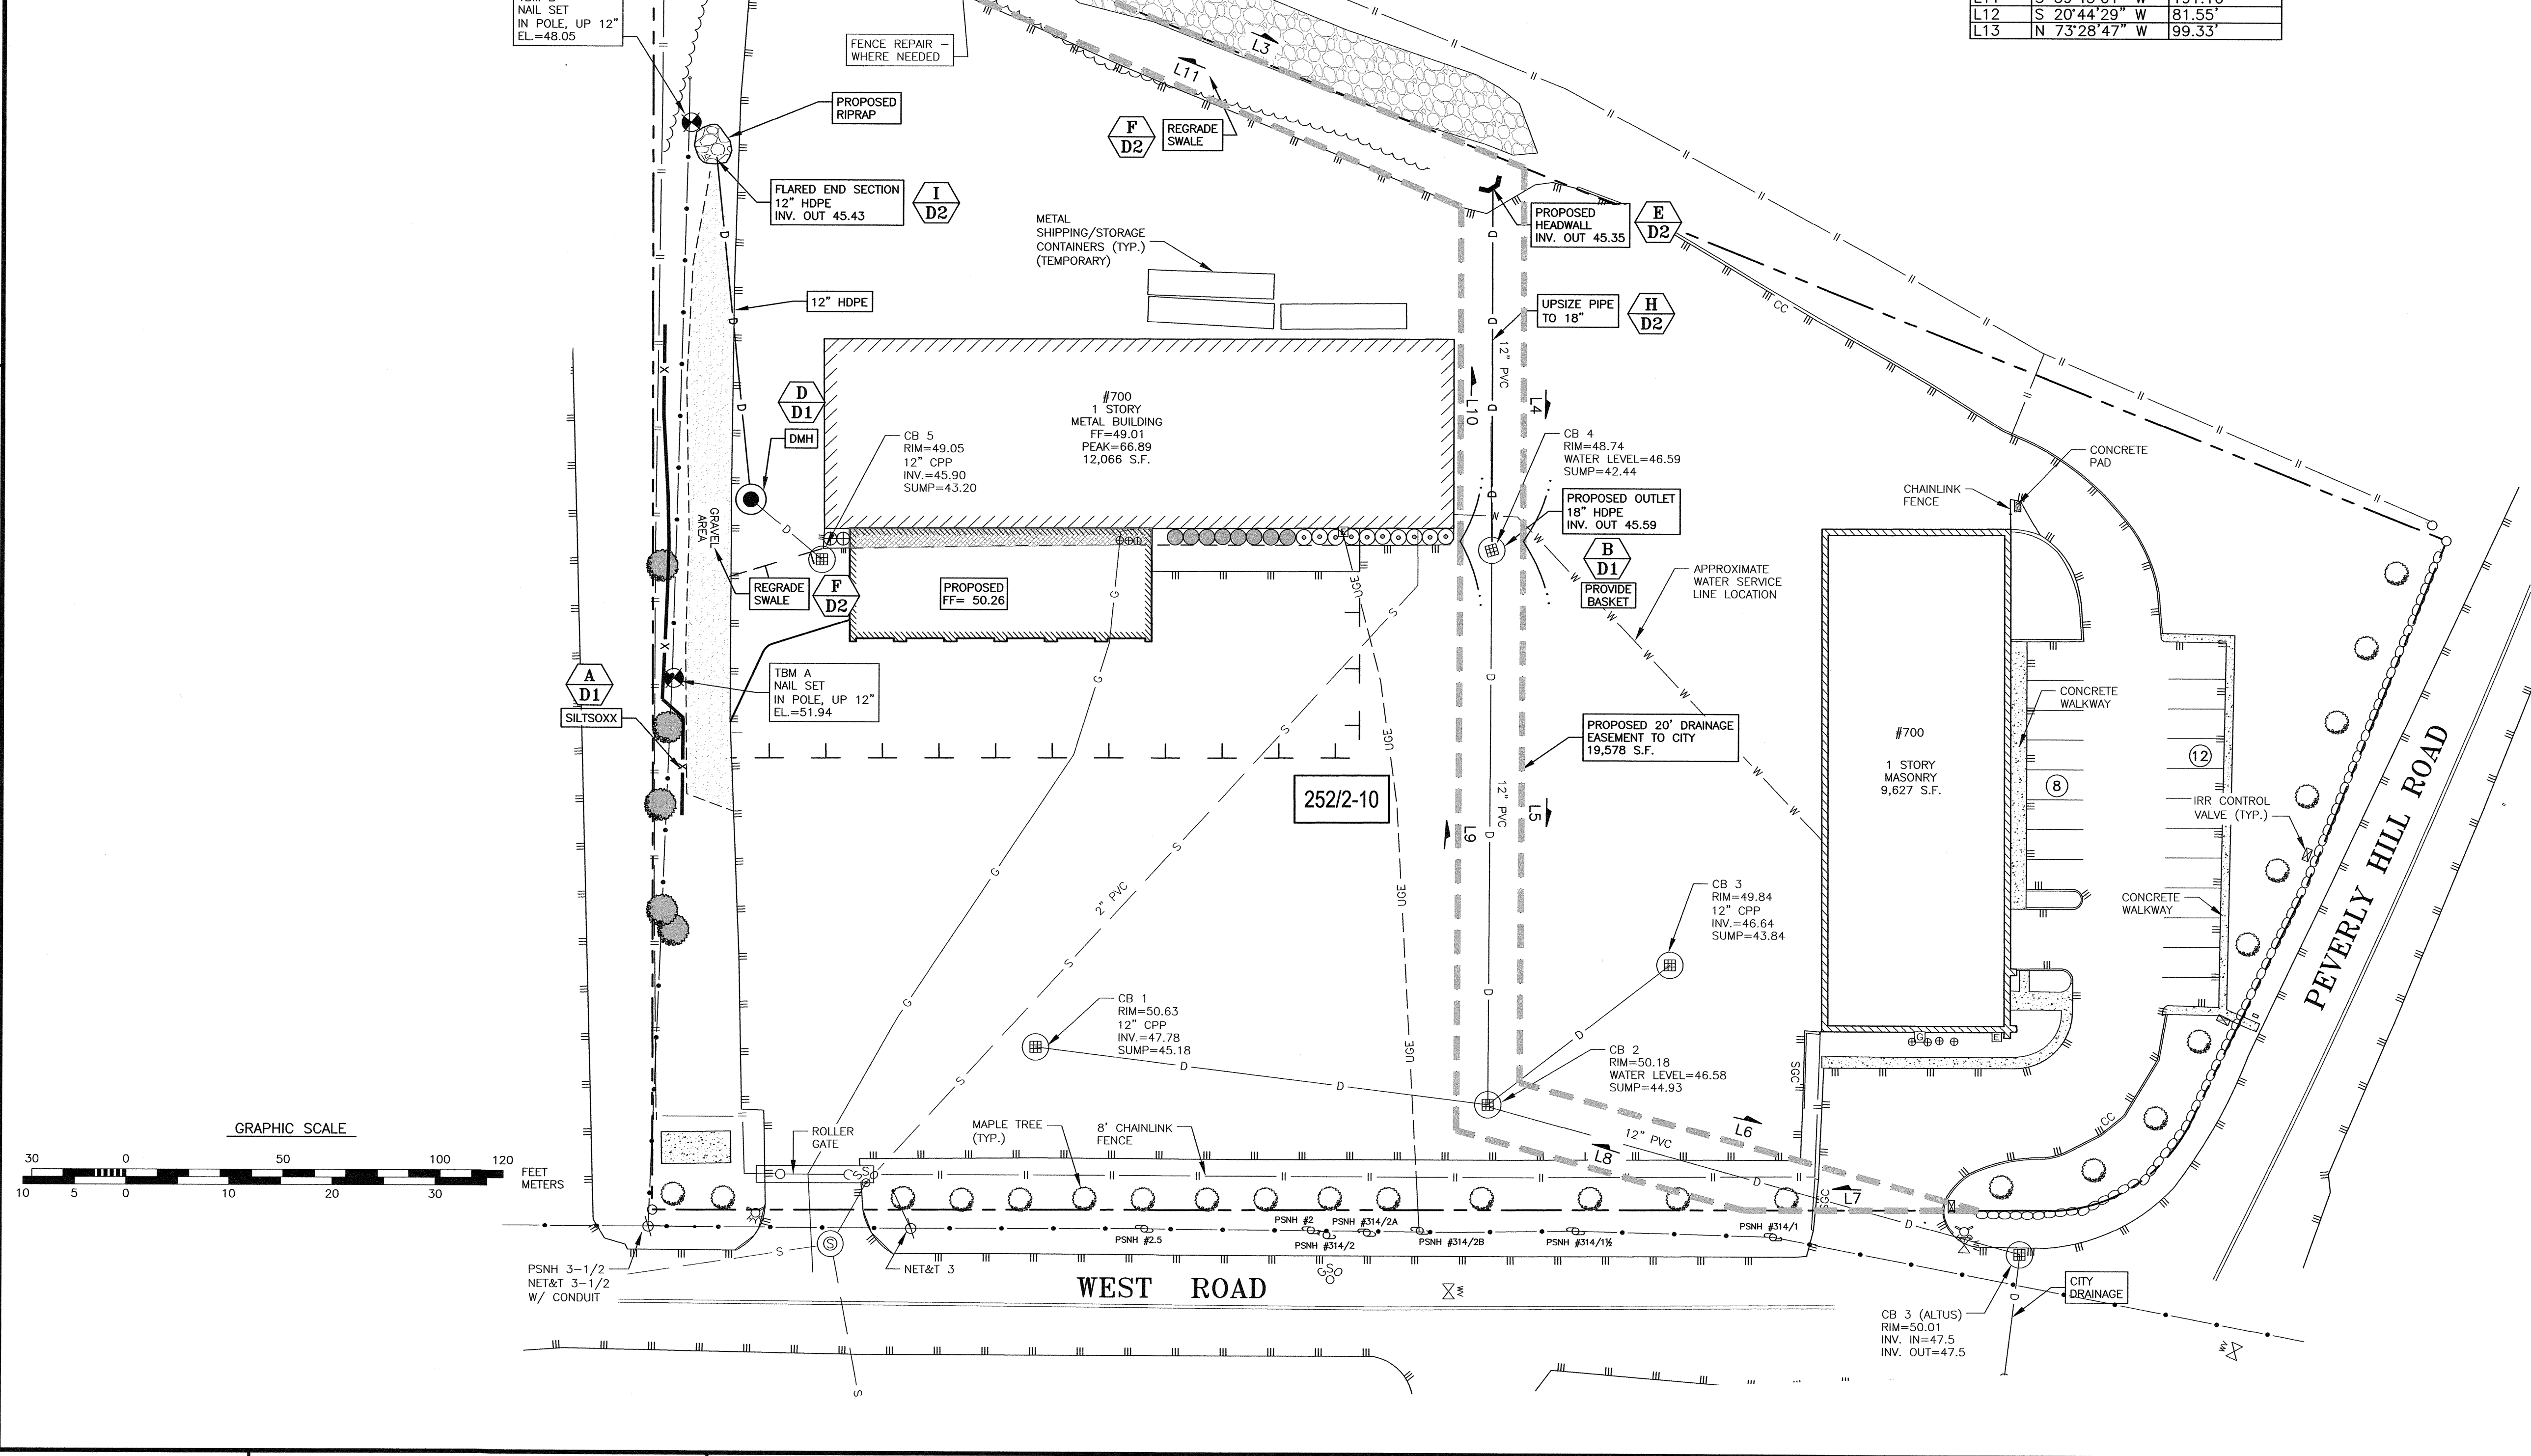 NAIL SET
IN POLE, UP 12"
EL.=48.05
FENCE REPAIR –
WHERE NEEDED
L3
L11
L12 S 20°44'29" W 81.55'
L13 N 73°28'47" W 99.33'
PROPOSED
RIPRAP
F
D2
REGRADE
SWALE
FLARED END SECTION
12" HDPE
INV. OUT 45.43
I
D2
METAL
SHIPPING/STORAGE
CONTAINERS (TYP.)
(TEMPORARY)
PROPOSED
HEADWALL
INV. OUT 45.35
E
D2
12" HDPE
UPSIZE PIPE
TO 18"
H
D2
12" PVC
CC
D
D1
DMH
#700
1 STORY
METAL BUILDING
FF=49.01
PEAK=66.89
12,066 S.F.
L10
L4
CB 5
RIM=49.05
12" CPP
INV.=45.90
SUMP=43.20
CB 4
RIM=48.74
WATER LEVEL=46.59
SUMP=42.44
CONCRETE
PAD
CHAINLINK
FENCE
PROPOSED OUTLET
18" HDPE
INV. OUT 45.59
GRAVEL
AREA
B
D1
PROVIDE
BASKET
APPROXIMATE
WATER SERVICE
LINE LOCATION
REGRADE
SWALE
F
D2
PROPOSED
FF= 50.26
UGE
A
D1
SILTSOXX
TBM A
NAIL SET
IN POLE, UP 12"
EL.=51.94
CONCRETE
WALKWAY
PROPOSED 20' DRAINAGE
EASEMENT TO CITY
19,578 S.F.
#700
1 STORY
MASONRY
9,627 S.F.
8
12
252/2-10
12" PVC
L5
L9
UGE
IRR CONTROL
VALVE (TYP.)
PEVERLY HILL ROAD
2" PVC
UGE
CB 3
RIM=49.84
12" CPP
INV.=46.64
SUMP=43.84
CONCRETE
WALKWAY
CB 1
RIM=50.63
12" CPP
INV.=47.78
SUMP=45.18
UGE
CB 2
RIM=50.18
WATER LEVEL=46.58
SUMP=44.93
SGC
G
E
GRAPHIC SCALE
30 0 50 100 120
FEET
METERS
10 5 0 10 20 30
ROLLER
GATE
MAPLE TREE
(TYP.)
8' CHAINLINK
FENCE
12" PVC
L6
L8
L7
SGC
CC
PSNH #2.5
PSNH #2
PSNH #314/2
PSNH #314/2A
PSNH #314/2B
PSNH #314/1½
PSNH #314/1
PSNH 3-1/2
NET&T 3-1/2
W/ CONDUIT
NET&T 3
GSO
WEST ROAD
WV
CITY
DRAINAGE
CB 3 (ALTUS)
RIM=50.01
INV. IN=47.5
INV. OUT=47.5
WV